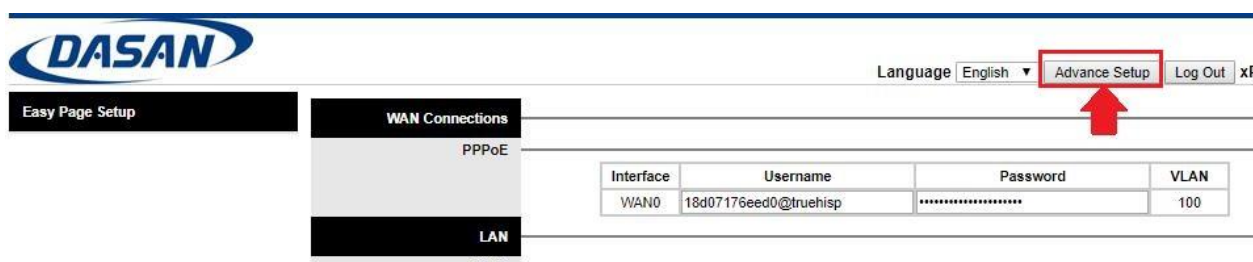 DASAN
Language English Advance Setup Log Out
Easy Page Setup
WAN Connections
PPPoE
Interface Username Password VLAN
WAN0 18d07176eed0@truehisp ••••••••••••••••••••• 100
LAN